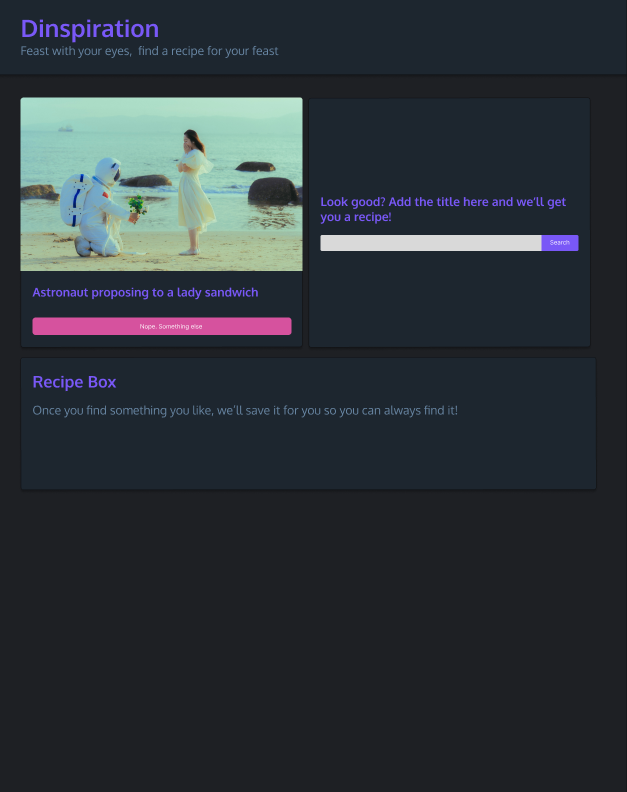 Dinspiration
Feast with your eyes, find a recipe for your feast
Look good? Add the title here and we'll get
you a recipe!
Search
Astronaut proposing to a lady sandwich
Nope. Something else
Recipe Box
Once you find something you like, we'll save it for you so you can always find it!